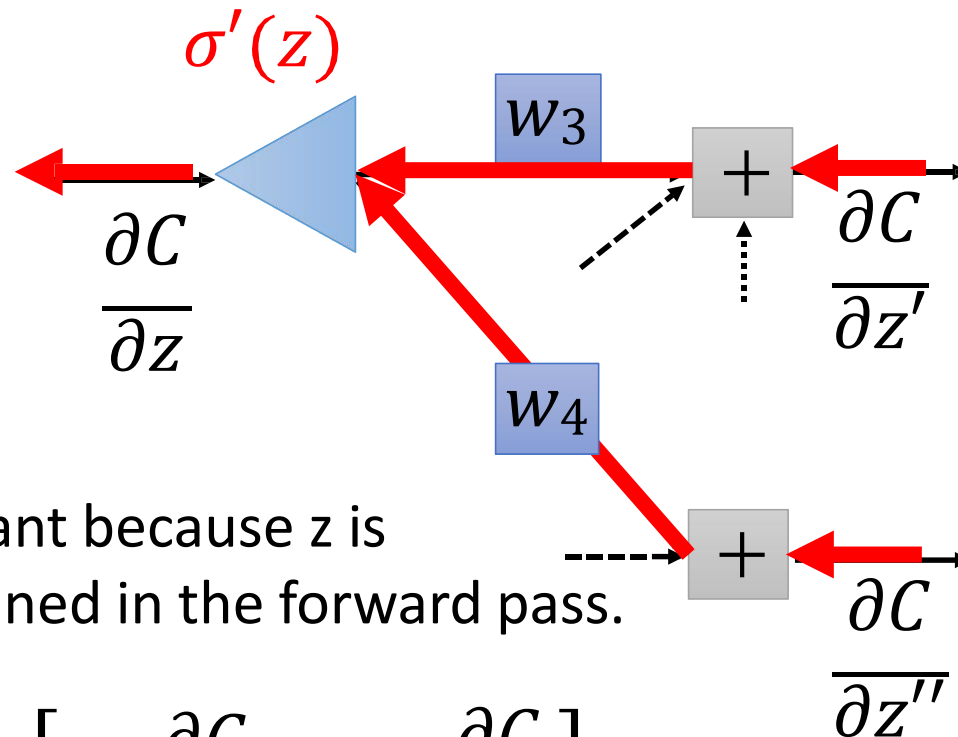 σ′(z)
w₃
+
∂C
∂z
∂C
∂z′
w₄
+
ant because z is
ned in the forward pass.
∂C
∂z′′
[ ∂C ∂C ]